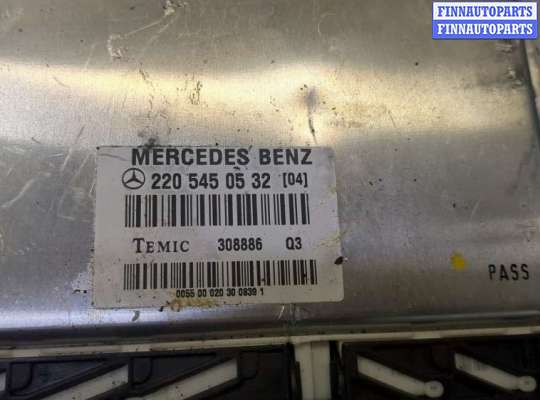 FINNAUTOPARTS
FINNAUTOPARTS
MERCEDES BENZ
220 545 05 32 [04]
TEMIC 308886 Q3
0055 00 020 30 0839 1
PASS